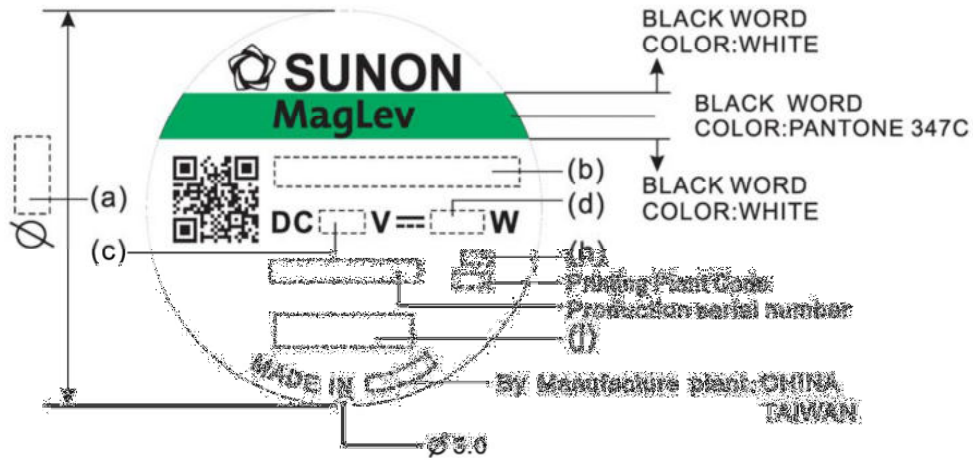 BLACK WORD
COLOR:WHITE
SUNON
MagLev
BLACK WORD
COLOR:PANTONE 347C
(a)
(b)
BLACK WORD
COLOR:WHITE
DC V W
(d)
(c)
Printing Plant Code
Production serial number
MADE IN
By Manufacture plant:CHINA
TAIWAN